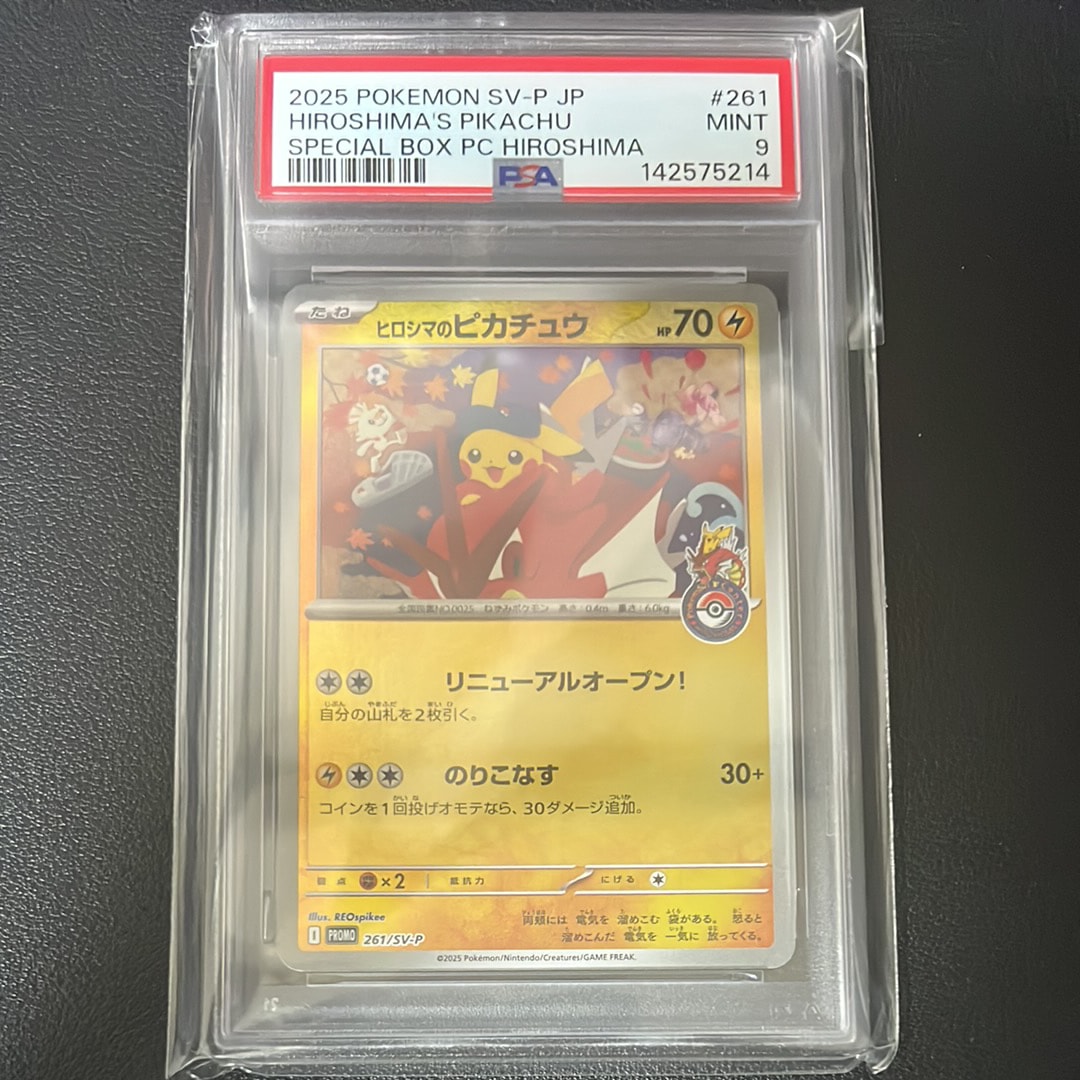 2025 POKEMON SV-P JP #261
HIROSHIMA'S PIKACHU MINT
SPECIAL BOX PC HIROSHIMA 9
PSA 142575214
たね ヒロシマのピカチュウ HP 70
全国図鑑NO.0025 ねずみポケモン 高さ:0.4m 重さ:6.0kg
リニューアルオープン!
自分の山札を2枚引く。
のりこなす 30+
コインを1回投げオモテなら、30ダメージ追加。
弱点 ×2 抵抗力 にげる
Illus. REOspikee
両頬には 電気を 溜めこむ 袋がある。 怒ると
溜めこんだ 電気を 一気に 放ってくる。
I PROMO 261/SV-P
©2025 Pokémon/Nintendo/Creatures/GAME FREAK.